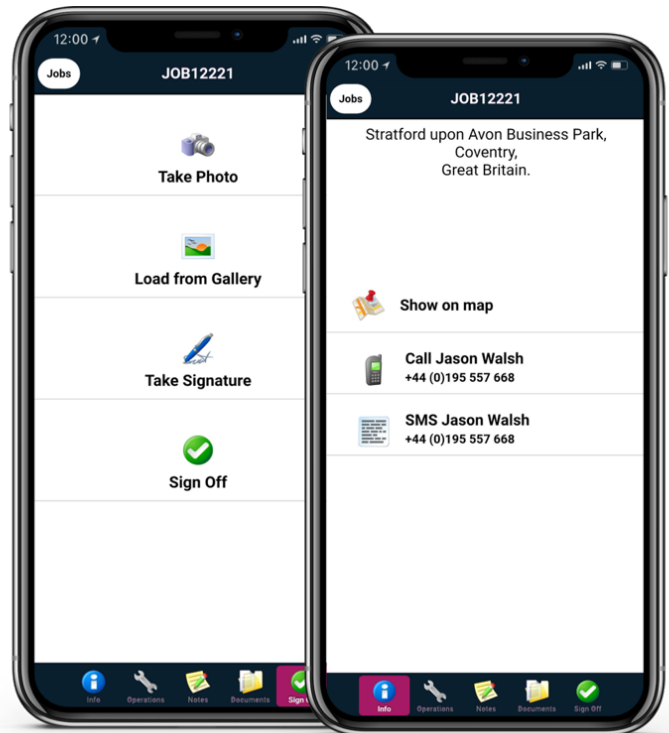 12:00
Jobs
JOB12221
Take Photo
Load from Gallery
Take Signature
Sign Off
Info
Operations
Notes
Documents
12:00
Jobs
JOB12221
Stratford upon Avon Business Park,
Coventry,
Great Britain.
Show on map
Call Jason Walsh
+44 (0)195 557 668
SMS Jason Walsh
+44 (0)195 557 668
Info
Operations
Notes
Documents
Sign Off